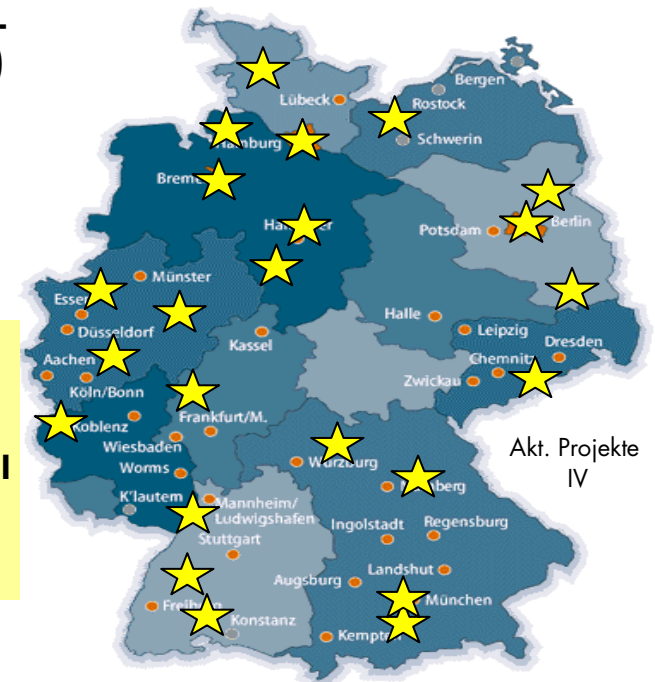 Bergen
Lübeck
Rostock
Schwerin
Hamburg
Potsdam
Berlin
Münster
Essen
Düsseldorf
Halle
Leipzig
Kassel
Dresden
Aachen
Chemnitz
Köln/Bonn
Zwickau
Koblenz
Frankfurt/M.
Wiesbaden
Akt. Projekte
IV
Worms
Würzburg
K'lautern
Mannheim/
Ludwigshafen
Ingolstadt
Regensburg
Stuttgart
Landshut
Augsburg
München
Konstanz